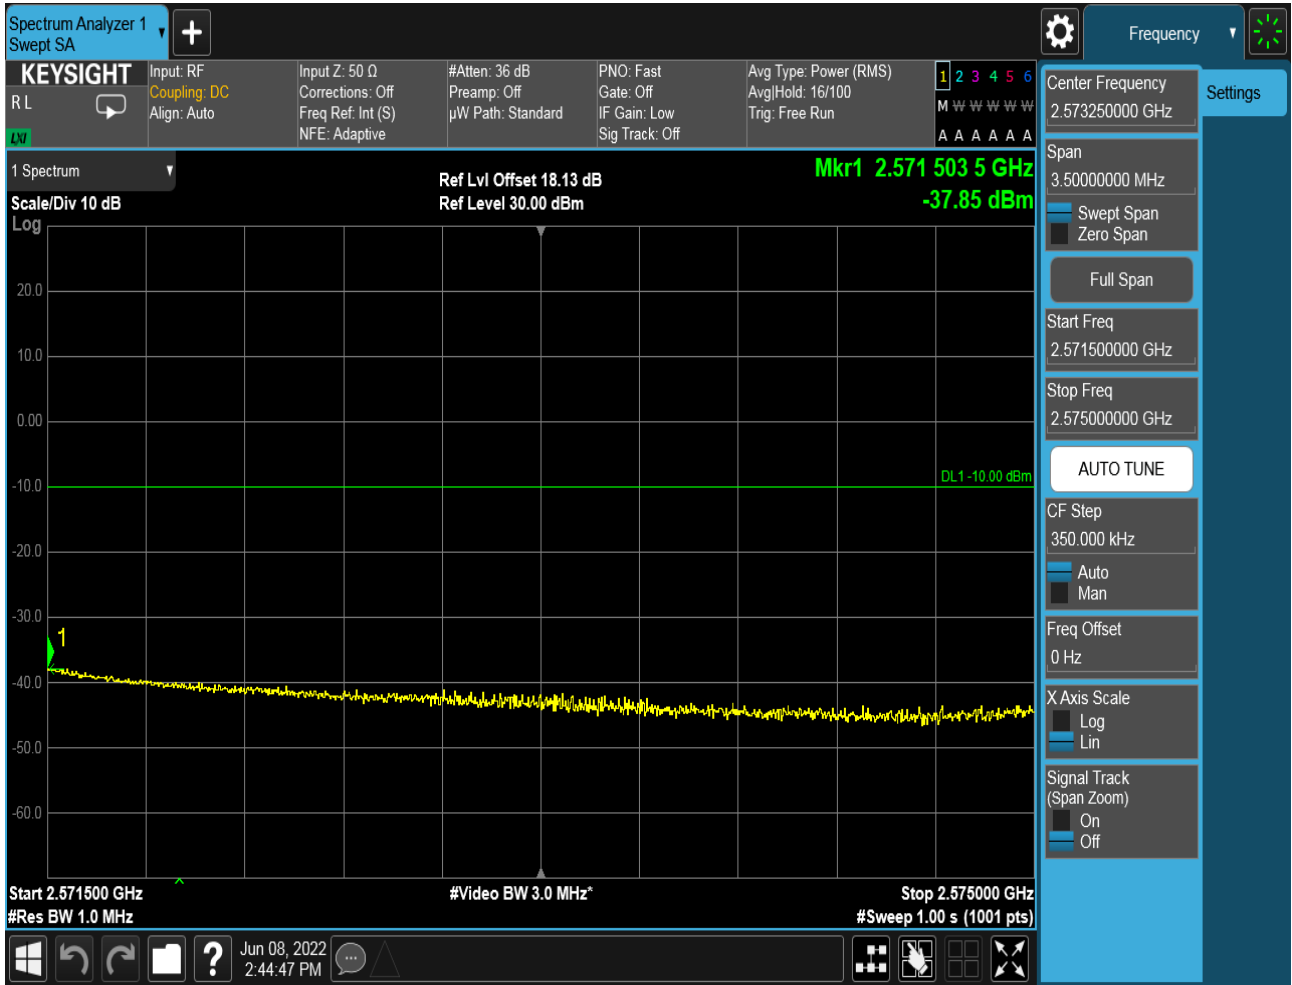 Spectrum Analyzer 1
Swept SA
Frequency
KEYSIGHT
R L
LXI
Input: RF
Coupling: DC
Align: Auto
Input Z: 50 Ω
Corrections: Off
Freq Ref: Int (S)
NFE: Adaptive
#Atten: 36 dB
Preamp: Off
µW Path: Standard
PNO: Fast
Gate: Off
IF Gain: Low
Sig Track: Off
Avg Type: Power (RMS)
Avg|Hold: 16/100
Trig: Free Run
1 2 3 4 5 6
M W W W W W
A A A A A A
1 Spectrum
Scale/Div 10 dB
Log
Ref Lvl Offset 18.13 dB
Ref Level 30.00 dBm
Mkr1 2.571 503 5 GHz
-37.85 dBm
20.0
10.0
0.00
-10.0
DL1 -10.00 dBm
-20.0
-30.0
1
-40.0
-50.0
-60.0
Start 2.571500 GHz
#Video BW 3.0 MHz*
Stop 2.575000 GHz
#Res BW 1.0 MHz
#Sweep 1.00 s (1001 pts)
Jun 08, 2022
2:44:47 PM
Center Frequency
2.573250000 GHz
Settings
Span
3.50000000 MHz
Swept Span
Zero Span
Full Span
Start Freq
2.571500000 GHz
Stop Freq
2.575000000 GHz
AUTO TUNE
CF Step
350.000 kHz
Auto
Man
Freq Offset
0 Hz
X Axis Scale
Log
Lin
Signal Track
(Span Zoom)
On
Off